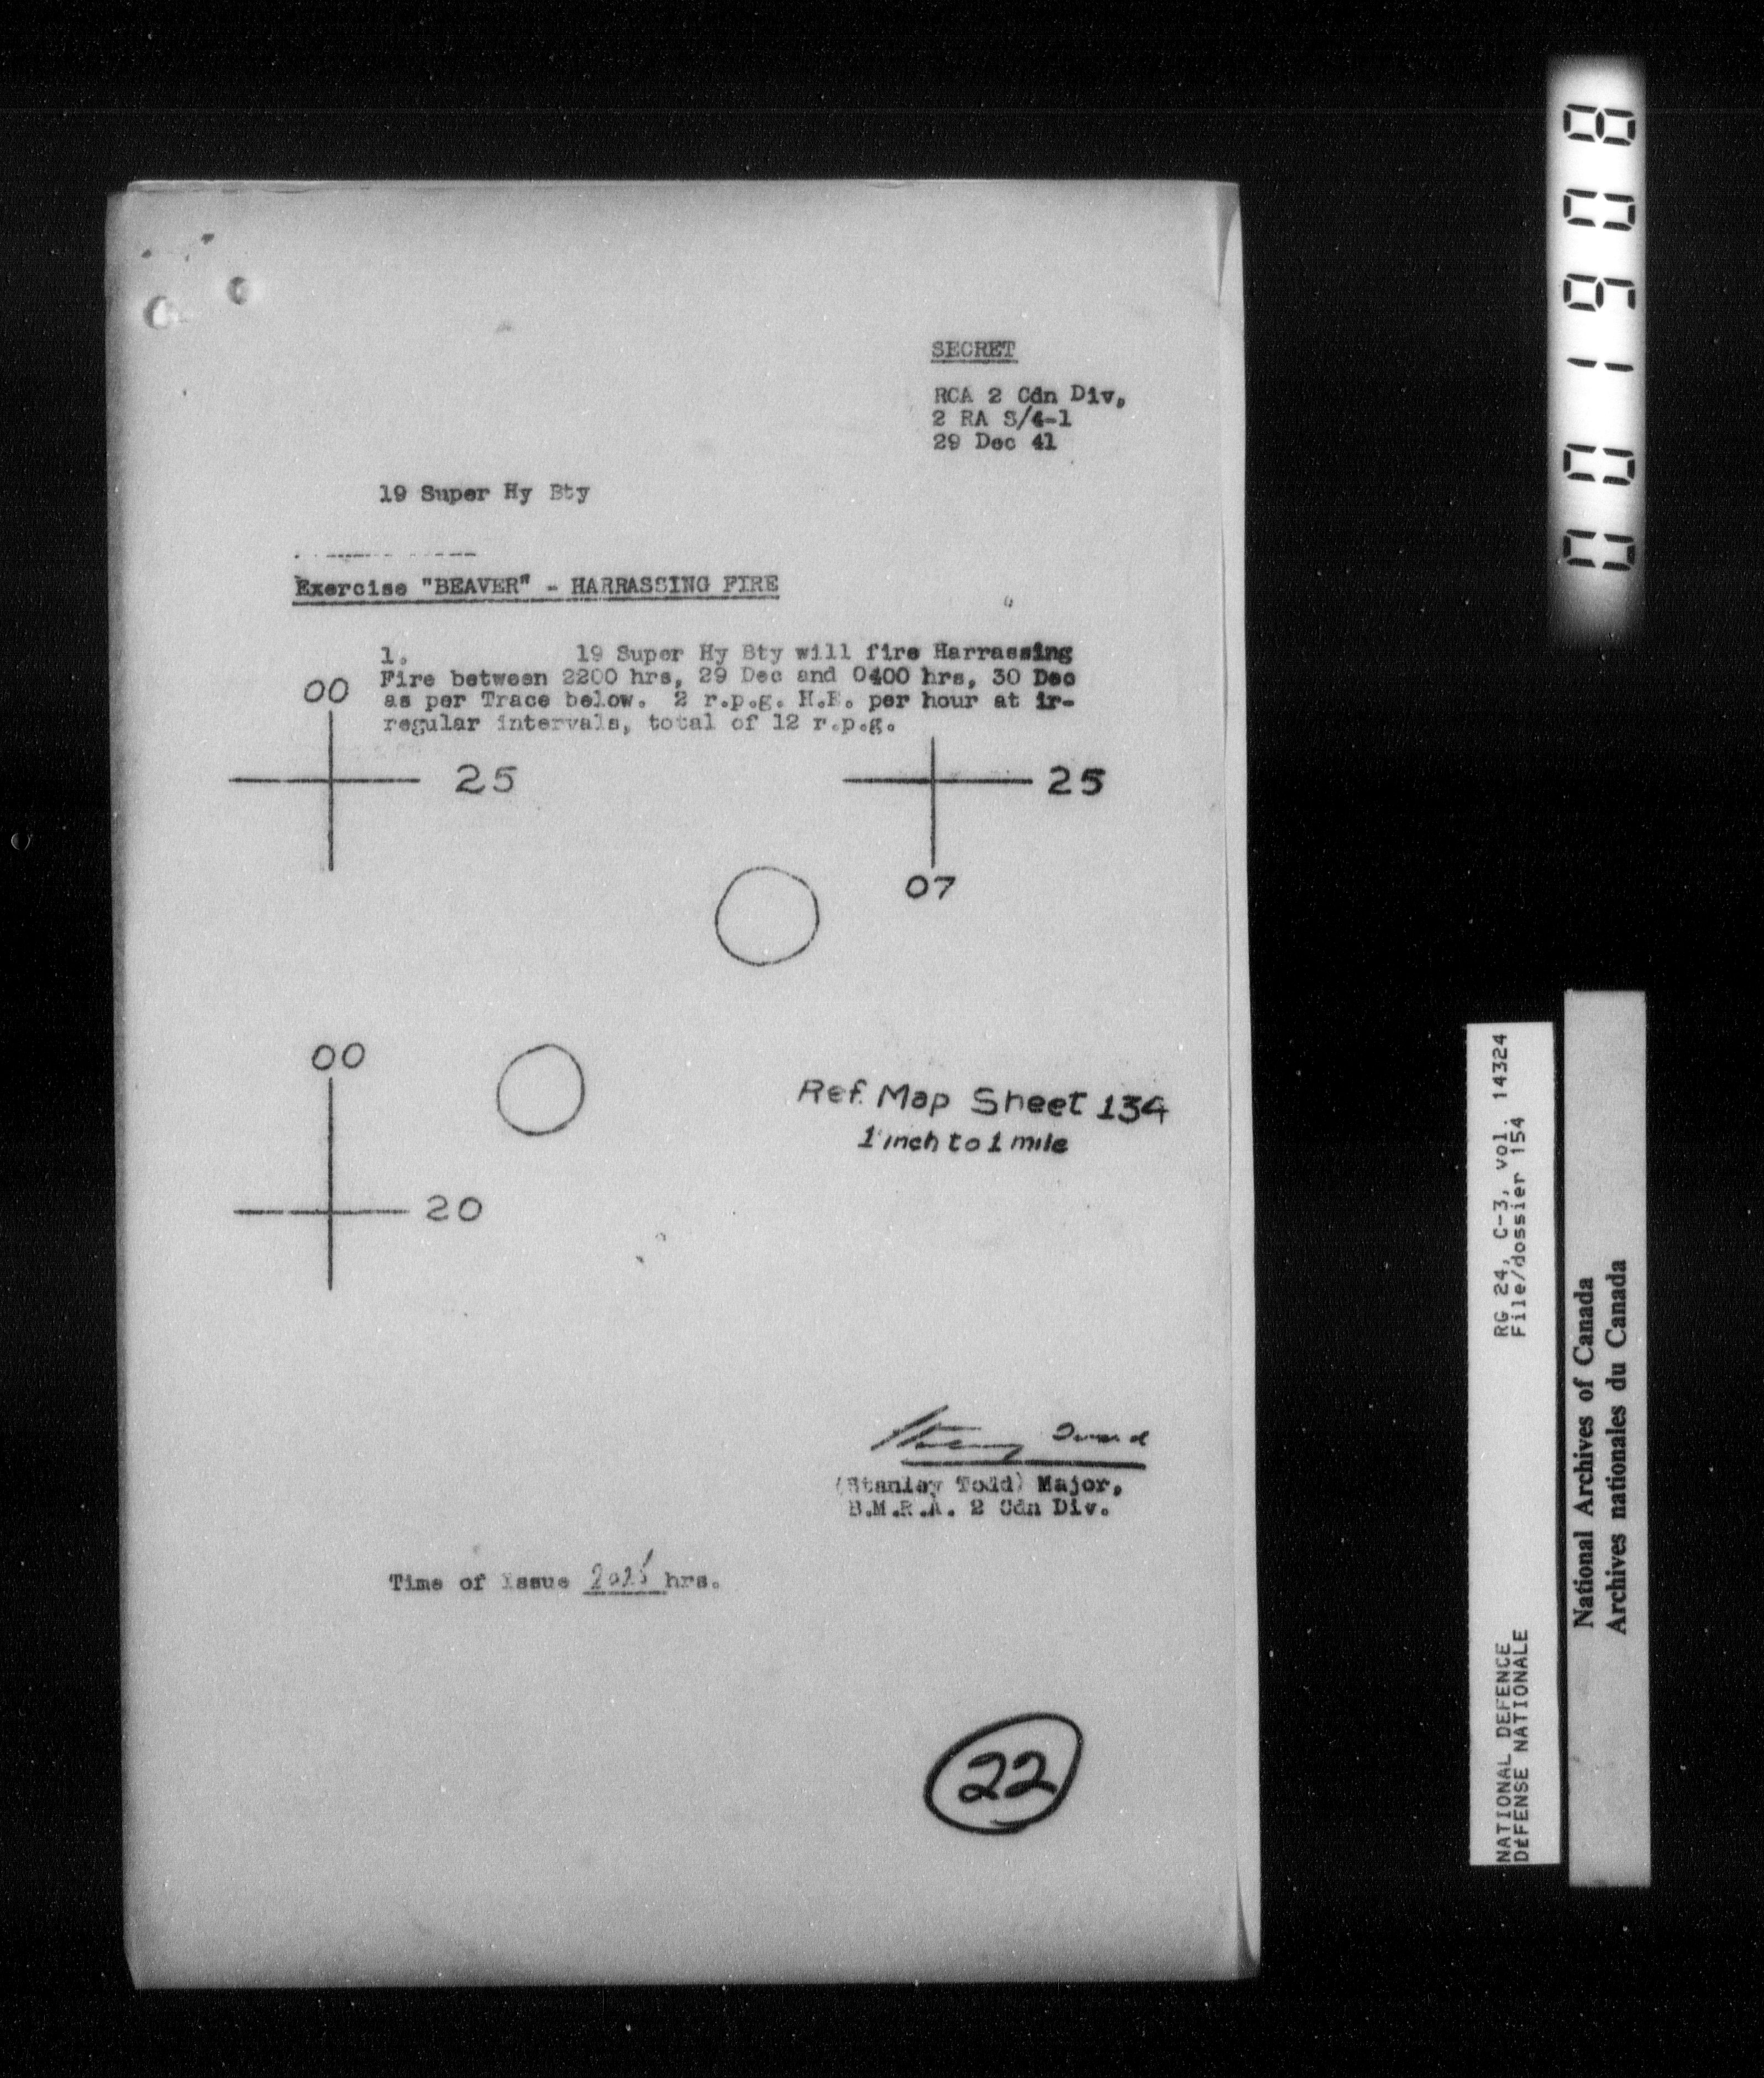 SECRET
RCA 2 Cdn Div,
2 RA S/4-1
29 Dec 41
19 Super Hy Bty
Exercise "BEAVER" - HARRASSING FIRE
1. 19 Super Hy Bty will fire Harrassing
Fire between 2200 hrs, 29 Dec and 0400 hrs, 30 Dec
as per Trace below. 2 r.p.g. H.E. per hour at ir-
regular intervals, total of 12 r.p.g.
00
25
25
07
00
20
Ref. Map Sheet 134
1 inch to 1 mile
(Stanley Todd) Major,
B.M.R.A. 2 Cdn Div.
Time of Issue 2025 hrs.
22
0019008
RG 24, C-3, vol. 14324
File/dossier 154
NATIONAL DEFENCE
DÉFENSE NATIONALE
National Archives of Canada
Archives nationales du Canada